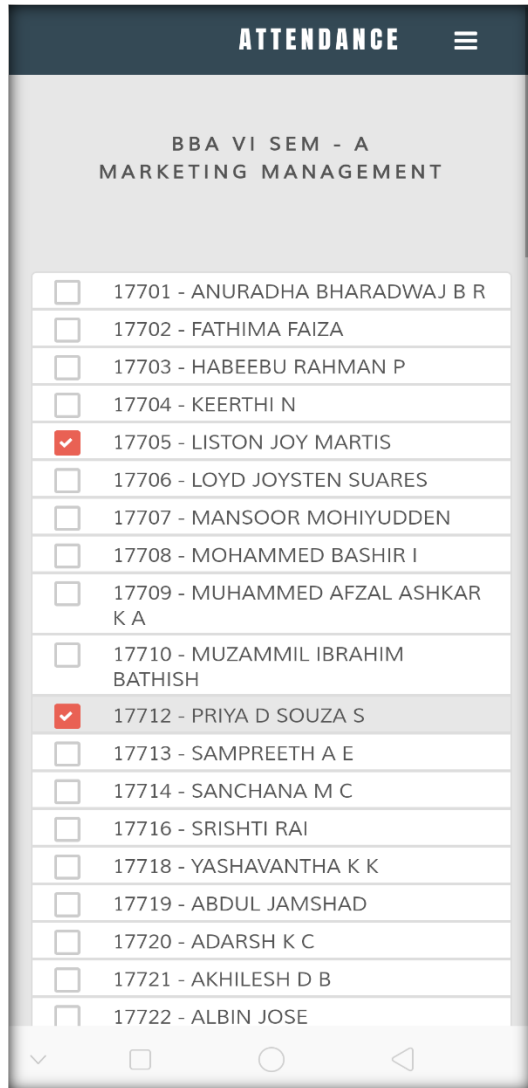 ATTENDANCE
BBA VI SEM - A
MARKETING MANAGEMENT
17701 - ANURADHA BHARADWAJ B R
17702 - FATHIMA FAIZA
17703 - HABEEBU RAHMAN P
17704 - KEERTHI N
17705 - LISTON JOY MARTIS
17706 - LOYD JOYSTEN SUARES
17707 - MANSOOR MOHIYUDDEN
17708 - MOHAMMED BASHIR I
17709 - MUHAMMED AFZAL ASHKAR
K A
17710 - MUZAMMIL IBRAHIM
BATHISH
17712 - PRIYA D SOUZA S
17713 - SAMPREETH A E
17714 - SANCHANA M C
17716 - SRISHTI RAI
17718 - YASHAVANTHA K K
17719 - ABDUL JAMSHAD
17720 - ADARSH K C
17721 - AKHILESH D B
17722 - ALBIN JOSE